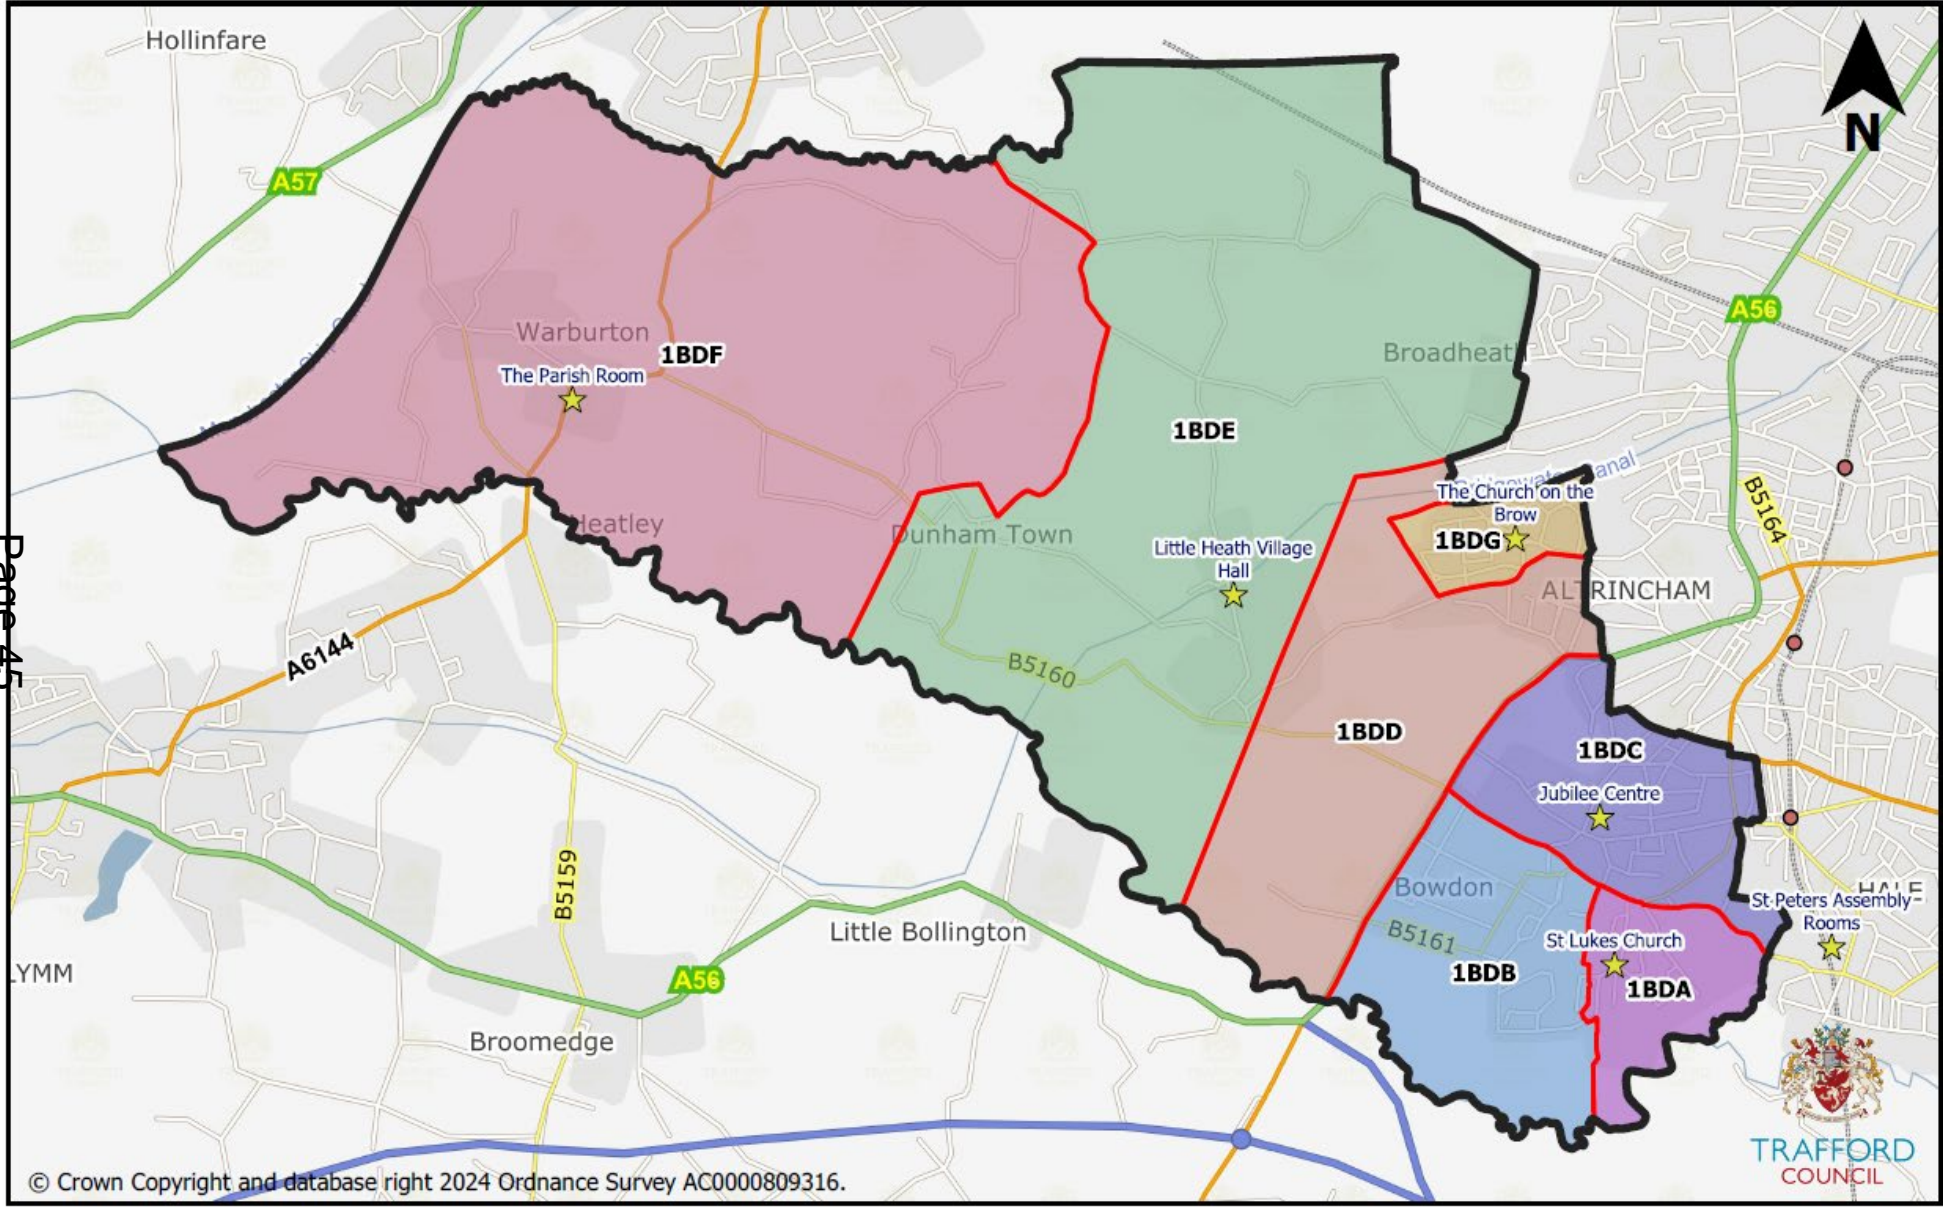 Hollinfare
N
A57
A56
Warburton
1BDF
The Parish Room
Broadheath
1BDE
The Church on the
Brow
1BDG
B5164
Heatley
Dunham Town
Little Heath Village
Hall
ALTRINCHAM
Page 45
A6144
B5160
1BDD
1BDC
Jubilee Centre
B5159
Bowdon
HALE
St Peters Assembly
Rooms
Little Bollington
B5161
St Lukes Church
1BDB
1BDA
LYMM
A56
Broomedge
TRAFFORD
COUNCIL
© Crown Copyright and database right 2024 Ordnance Survey AC0000809316.